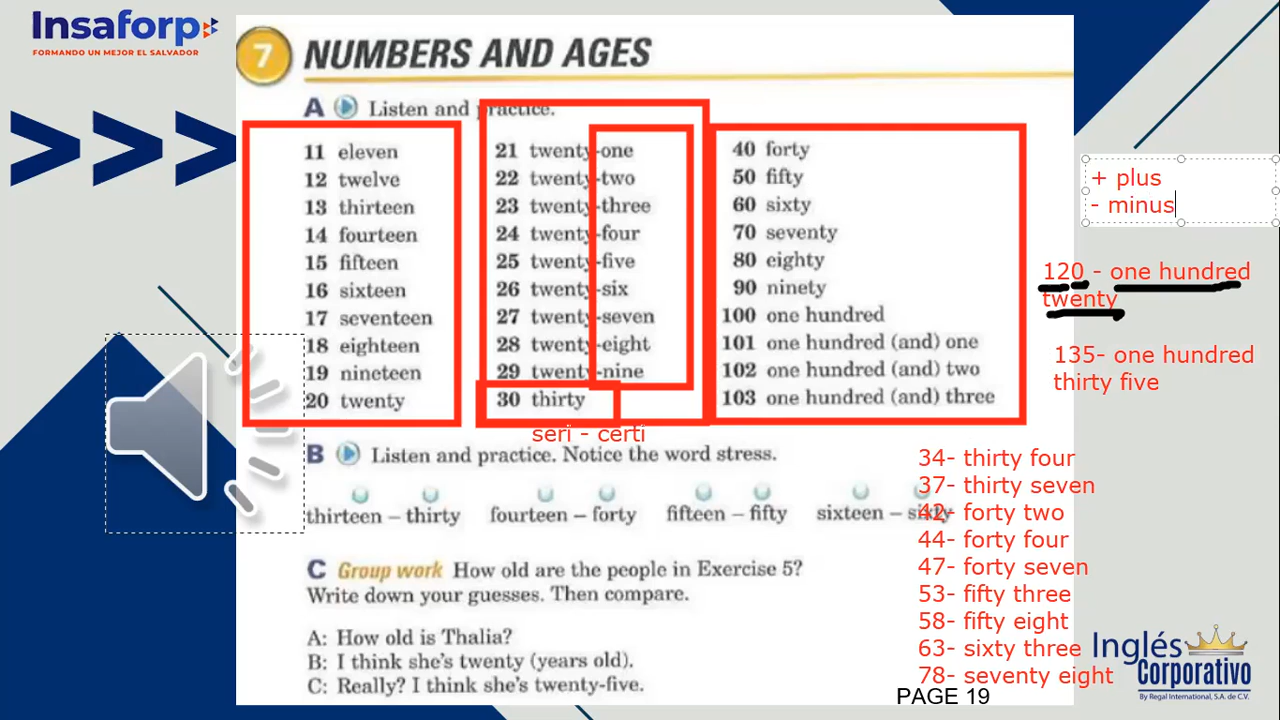 Insaforp
FORMANDO UN MEJOR EL SALVADOR
7 NUMBERS AND AGES
A Listen and practice.
11 eleven
12 twelve
13 thirteen
14 fourteen
15 fifteen
16 sixteen
17 seventeen
18 eighteen
19 nineteen
20 twenty
21 twenty-one
22 twenty-two
23 twenty-three
24 twenty-four
25 twenty-five
26 twenty-six
27 twenty-seven
28 twenty-eight
29 twenty-nine
30 thirty
seri - certi
40 forty
50 fifty
60 sixty
70 seventy
80 eighty
90 ninety
100 one hundred
101 one hundred (and) one
102 one hundred (and) two
103 one hundred (and) three
+ plus
- minus
120 - one hundred
twenty
135- one hundred
thirty five
B Listen and practice. Notice the word stress.
thirteen – thirty fourteen – forty fifteen – fifty sixteen – sixty
34- thirty four
37- thirty seven
42- forty two
44- forty four
47- forty seven
53- fifty three
58- fifty eight
63- sixty three
78- seventy eight
C Group work How old are the people in Exercise 5?
Write down your guesses. Then compare.
A: How old is Thalia?
B: I think she's twenty (years old).
C: Really? I think she's twenty-five.
PAGE 19
Inglés
Corporativo
By Regal International, S.A. de C.V.